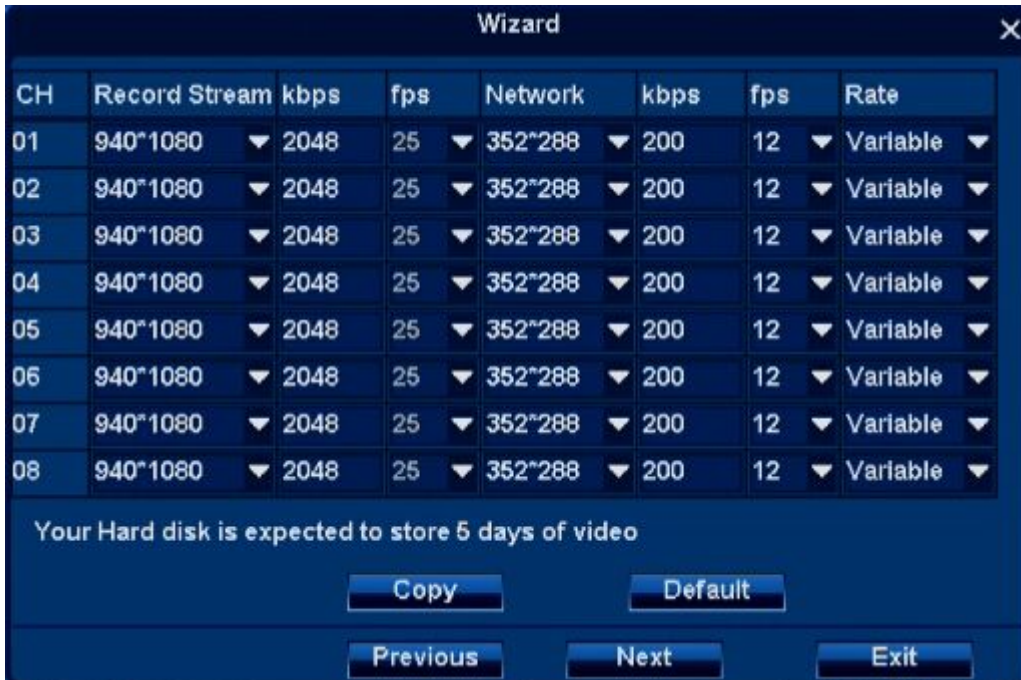 Wizard
CH Record Stream kbps fps Network kbps fps Rate
01 940*1080 2048 25 352*288 200 12 Variable
02 940*1080 2048 25 352*288 200 12 Variable
03 940*1080 2048 25 352*288 200 12 Variable
04 940*1080 2048 25 352*288 200 12 Variable
05 940*1080 2048 25 352*288 200 12 Variable
06 940*1080 2048 25 352*288 200 12 Variable
07 940*1080 2048 25 352*288 200 12 Variable
08 940*1080 2048 25 352*288 200 12 Variable
Your Hard disk is expected to store 5 days of video
Copy Default
Previous Next Exit